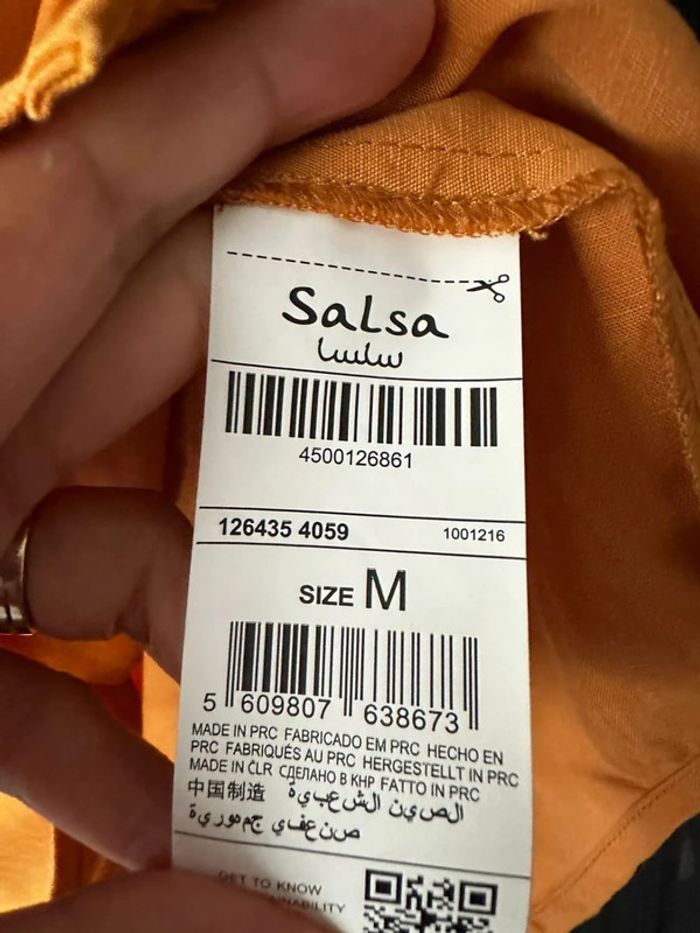 Salsa
سلسا
4500126861
126435 4059 1001216
SIZE M
5 609807 638673
MADE IN PRC FABRICADO EM PRC HECHO EN
PRC FABRIQUÉS AU PRC HERGESTELLT IN PRC
MADE IN ČLR СДЕЛАНО В КНР FATTO IN PRC
中国制造 الصين الشعبية
صنع في جمهورية
GET TO KNOW